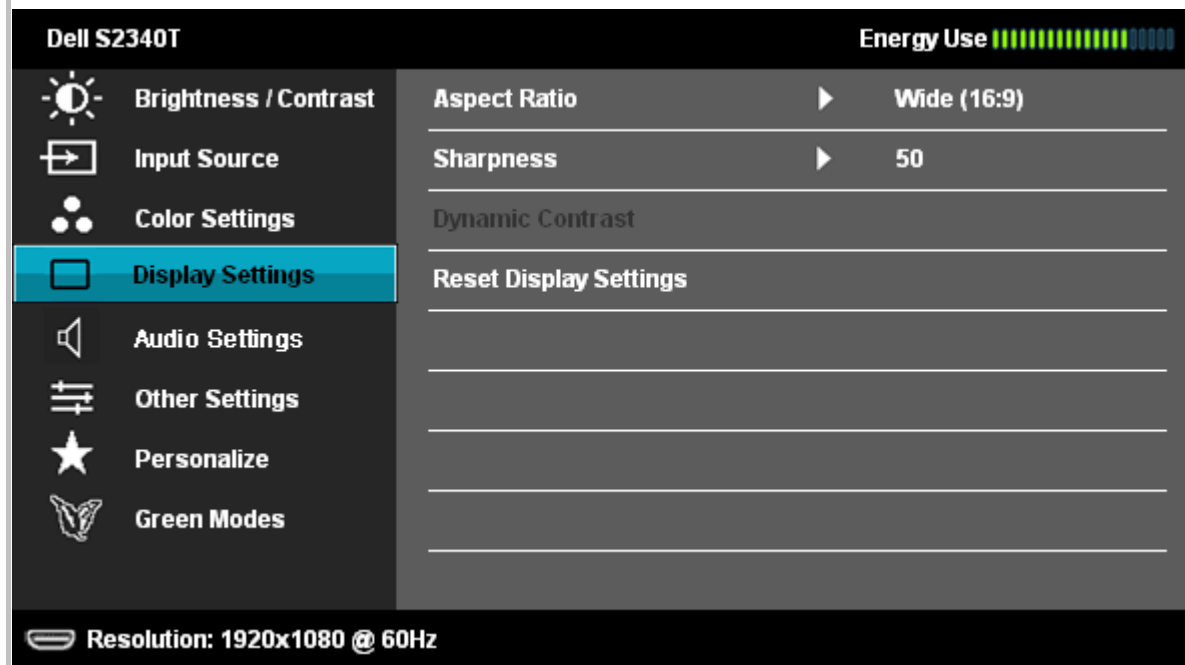 Dell S2340T Energy Use
Brightness / Contrast Aspect Ratio Wide (16:9)
Input Source Sharpness 50
Color Settings Dynamic Contrast
Display Settings Reset Display Settings
Audio Settings
Other Settings
Personalize
Green Modes
Resolution: 1920x1080 @ 60Hz